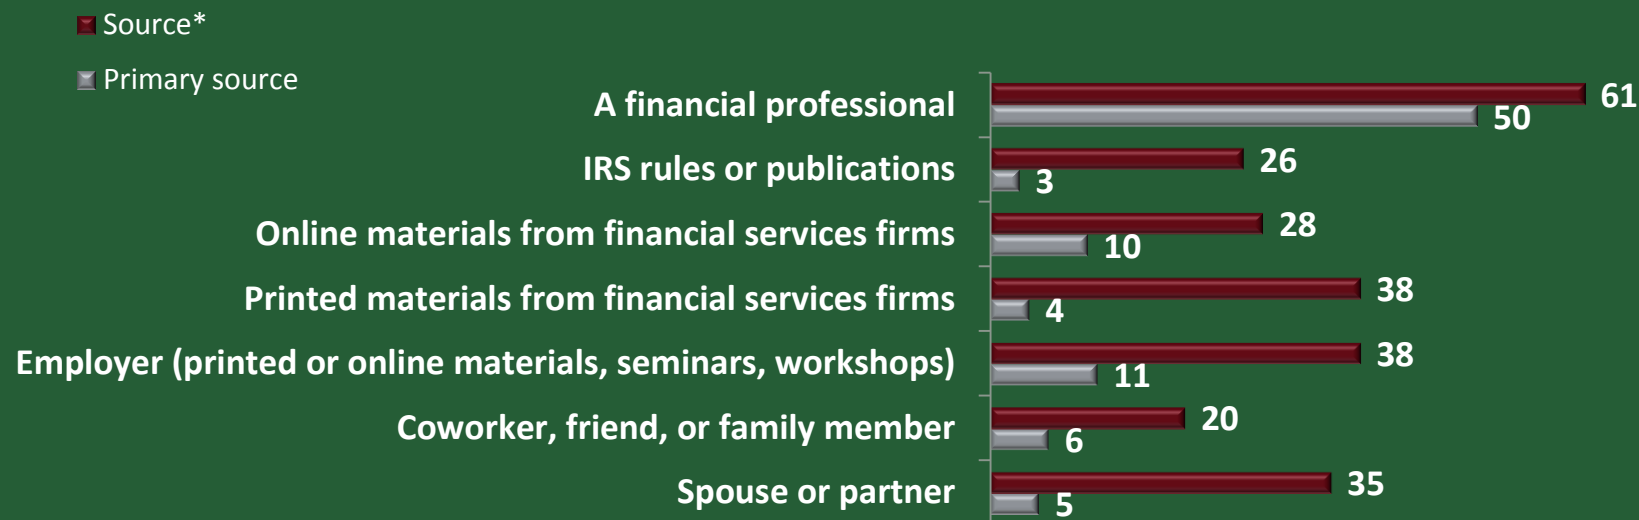 Source*
Primary source
A financial professional
61
50
IRS rules or publications
26
3
Online materials from financial services firms
28
10
Printed materials from financial services firms
38
4
Employer (printed or online materials, seminars, workshops)
38
11
Coworker, friend, or family member
20
6
Spouse or partner
35
5